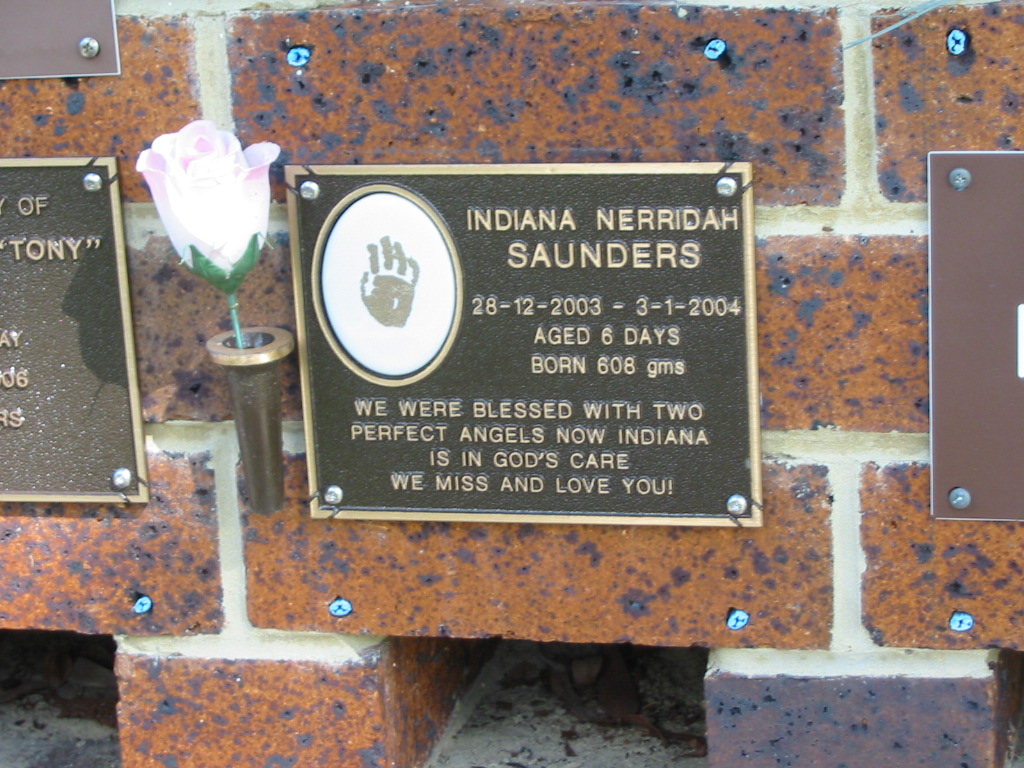 Y OF
"TONY"
AY
06
RS
INDIANA NERRIDAH
SAUNDERS
28-12-2003 - 3-1-2004
AGED 6 DAYS
BORN 608 gms
WE WERE BLESSED WITH TWO
PERFECT ANGELS NOW INDIANA
IS IN GOD'S CARE
WE MISS AND LOVE YOU!